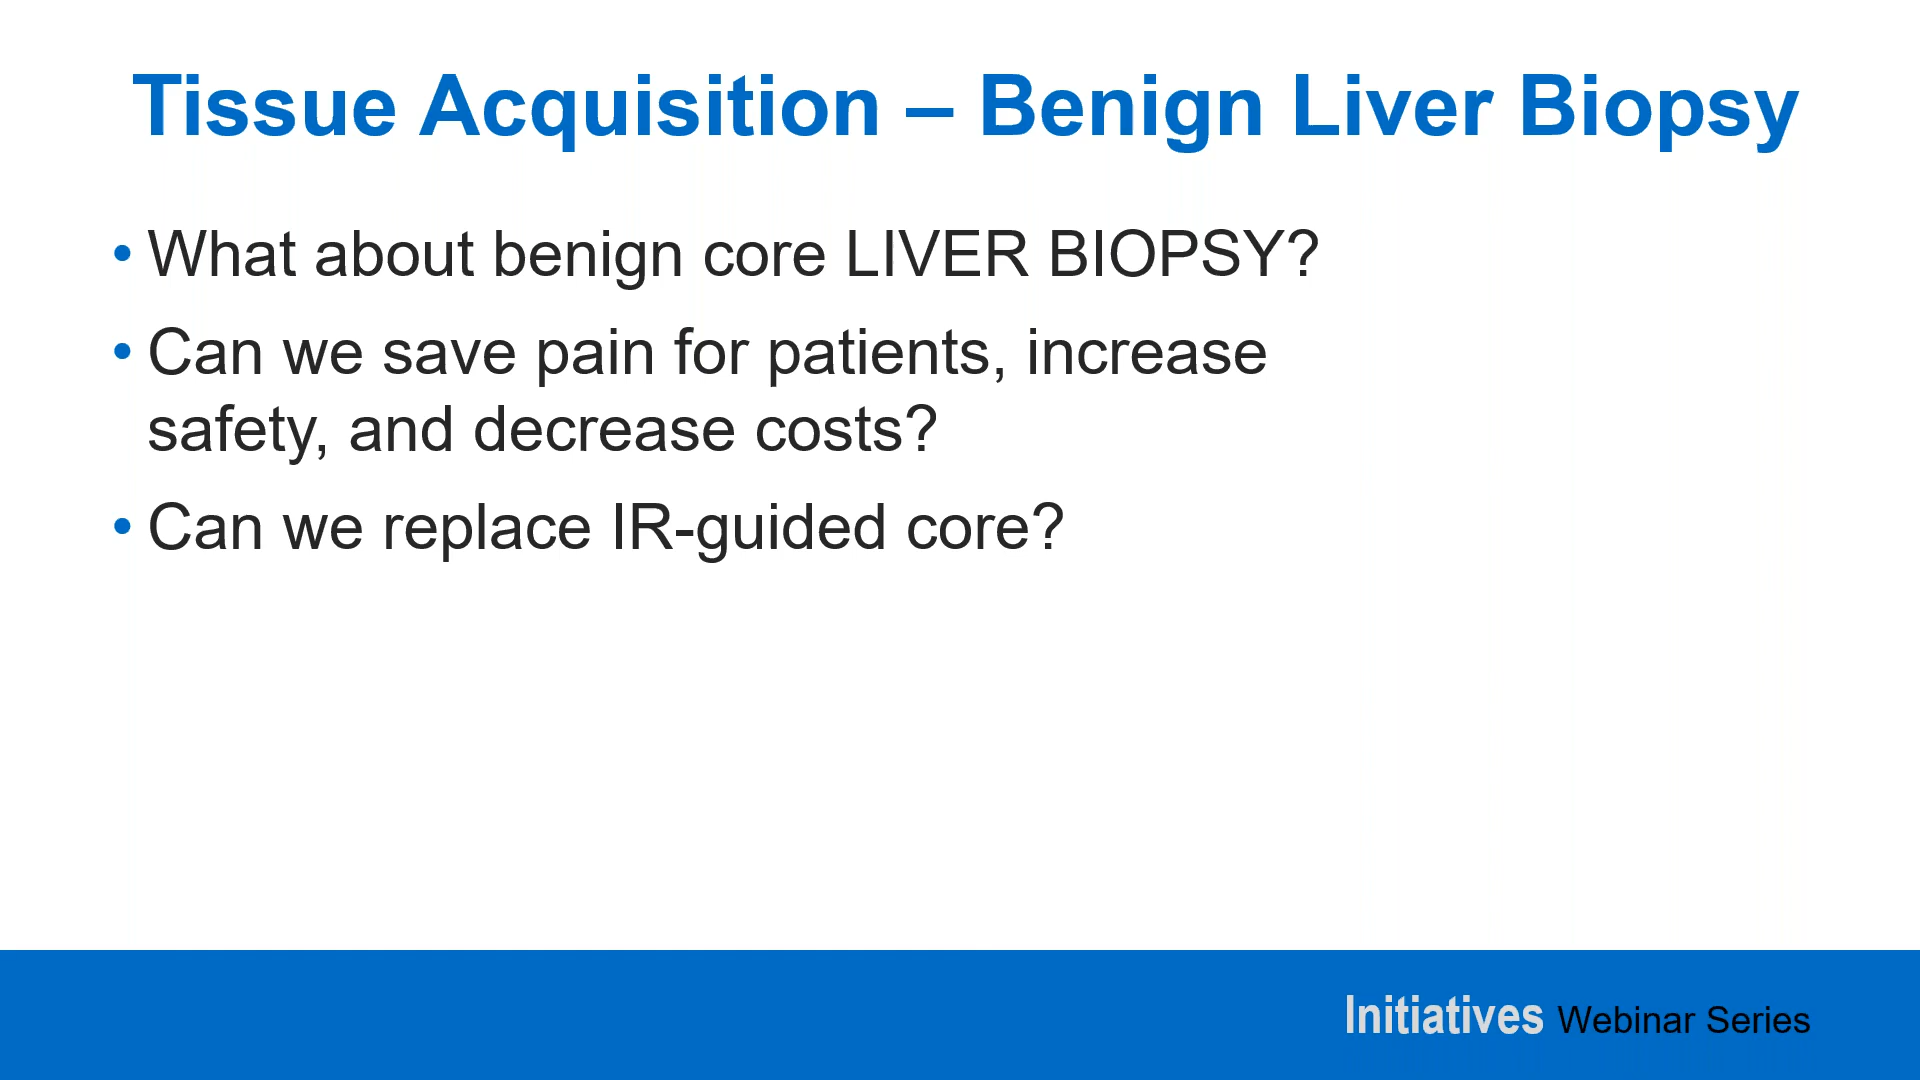 Tissue Acquisition – Benign Liver Biopsy
• What about benign core LIVER BIOPSY?
• Can we save pain for patients, increase
safety, and decrease costs?
• Can we replace IR-guided core?
Initiatives Webinar Series